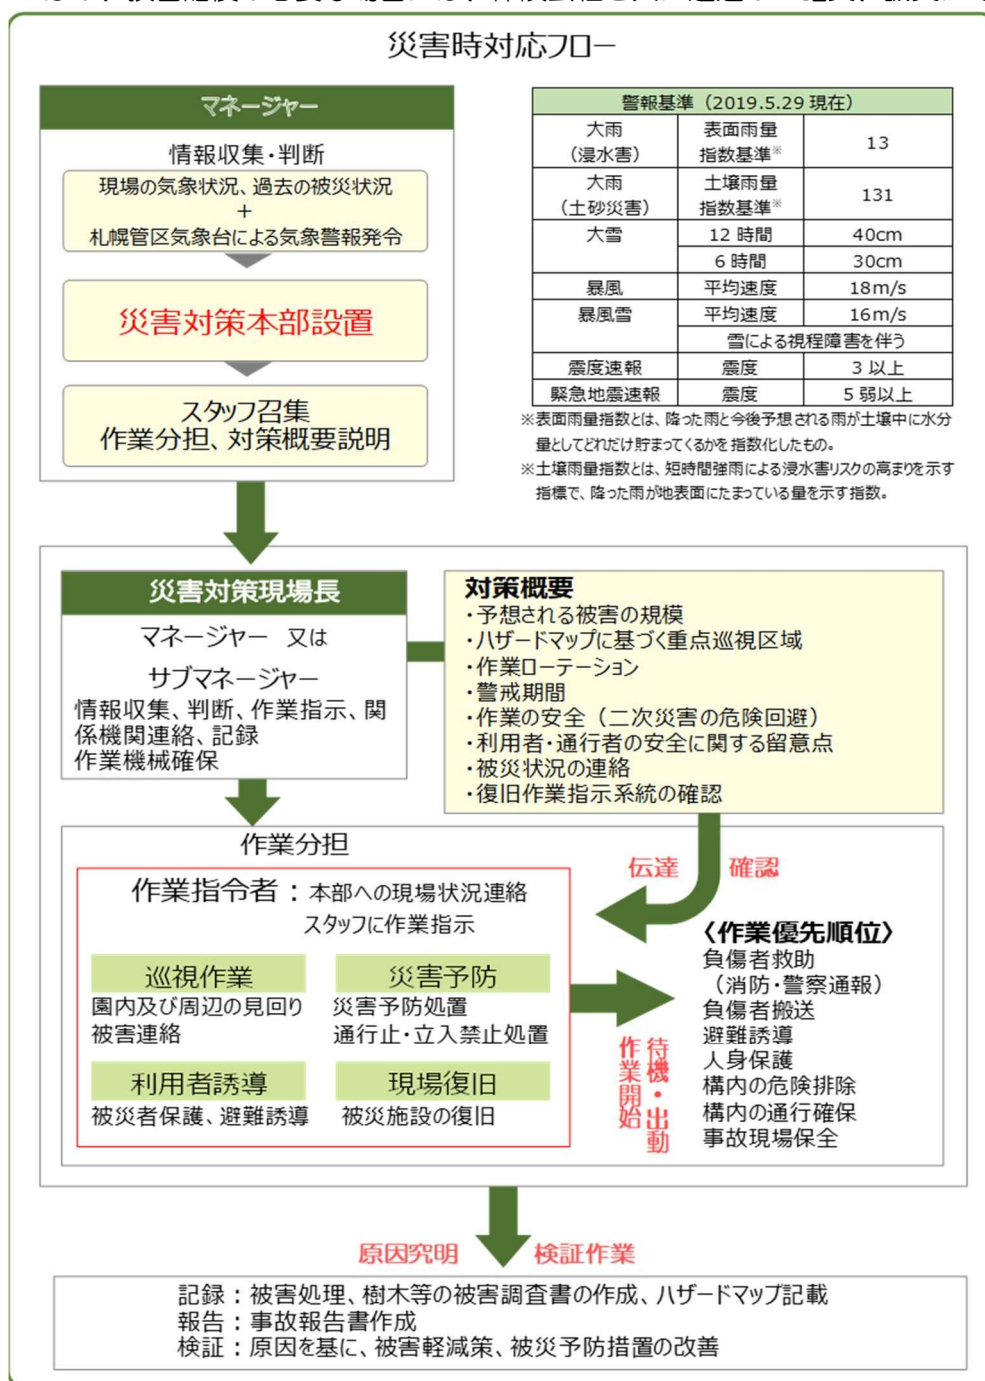 災害時対応フロー
マネージャー
情報収集・判断
現場の気象状況、過去の被災状況
+
札幌管区気象台による気象警報発令
災害対策本部設置
スタッフ召集
作業分担、対策概要説明
警報基準（2019.5.29 現在）
大雨 表面雨量 13
（浸水害） 指数基準※
大雨 土壌雨量 131
（土砂災害） 指数基準※
大雪 12 時間 40cm
6 時間 30cm
暴風 平均速度 18m/s
暴風雪 平均速度 16m/s
雪による視程障害を伴う
震度速報 震度 3 以上
緊急地震速報 震度 5 弱以上
※表面雨量指数とは、降った雨と今後予想される雨が土壌中に水分
量としてどれだけ貯まってくるかを指数化したもの。
※土壌雨量指数とは、短時間強雨による浸水害リスクの高まりを示す
指標で、降った雨が地表面にたまっている量を示す指数。
災害対策現場長
マネージャー 又は
サブマネージャー
情報収集、判断、作業指示、関
係機関連絡、記録
作業機械確保
対策概要
・予想される被害の規模
・ハザードマップに基づく重点巡視区域
・作業ローテーション
・警戒期間
・作業の安全（二次災害の危険回避）
・利用者・通行者の安全に関する留意点
・被災状況の連絡
・復旧作業指示系統の確認
作業分担
伝達 確認
作業指令者：本部への現場状況連絡
スタッフに作業指示
巡視作業
園内及び周辺の見回り
被害連絡
災害予防
災害予防処置
通行止・立入禁止処置
利用者誘導
被災者保護、避難誘導
現場復旧
被災施設の復旧
待機・出動
作業開始
〈作業優先順位〉
負傷者救助
（消防・警察通報）
負傷者搬送
避難誘導
人身保護
構内の危険排除
構内の通行確保
事故現場保全
原因究明 検証作業
記録：被害処理、樹木等の被害調査書の作成、ハザードマップ記載
報告：事故報告書作成
検証：原因を基に、被害軽減策、被災予防措置の改善